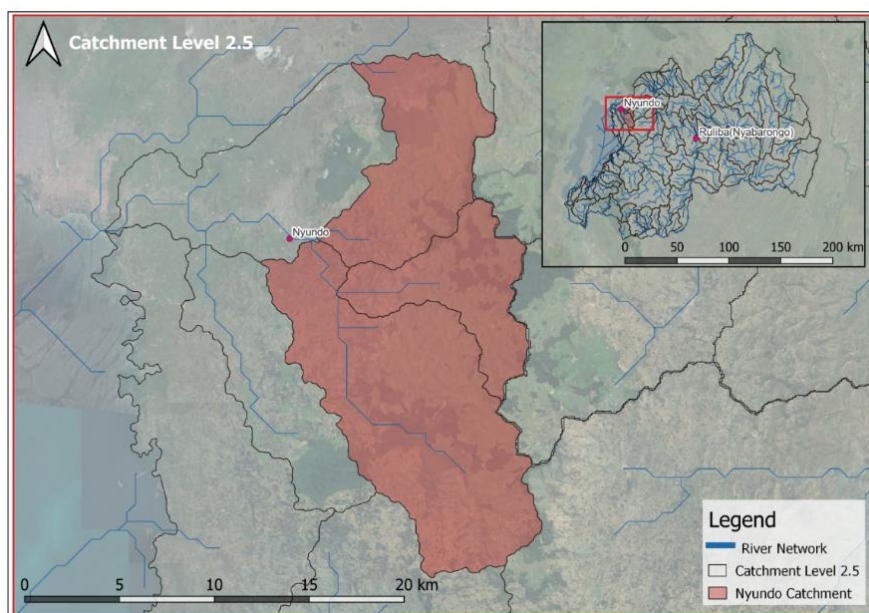 Catchment Level 2.5
Nyundo
Ruliba(Nyabarongo)
0 50 100 150 200 km
Nyundo
Legend
River Network
Catchment Level 2.5
Nyundo Catchment
0 5 10 15 20 km